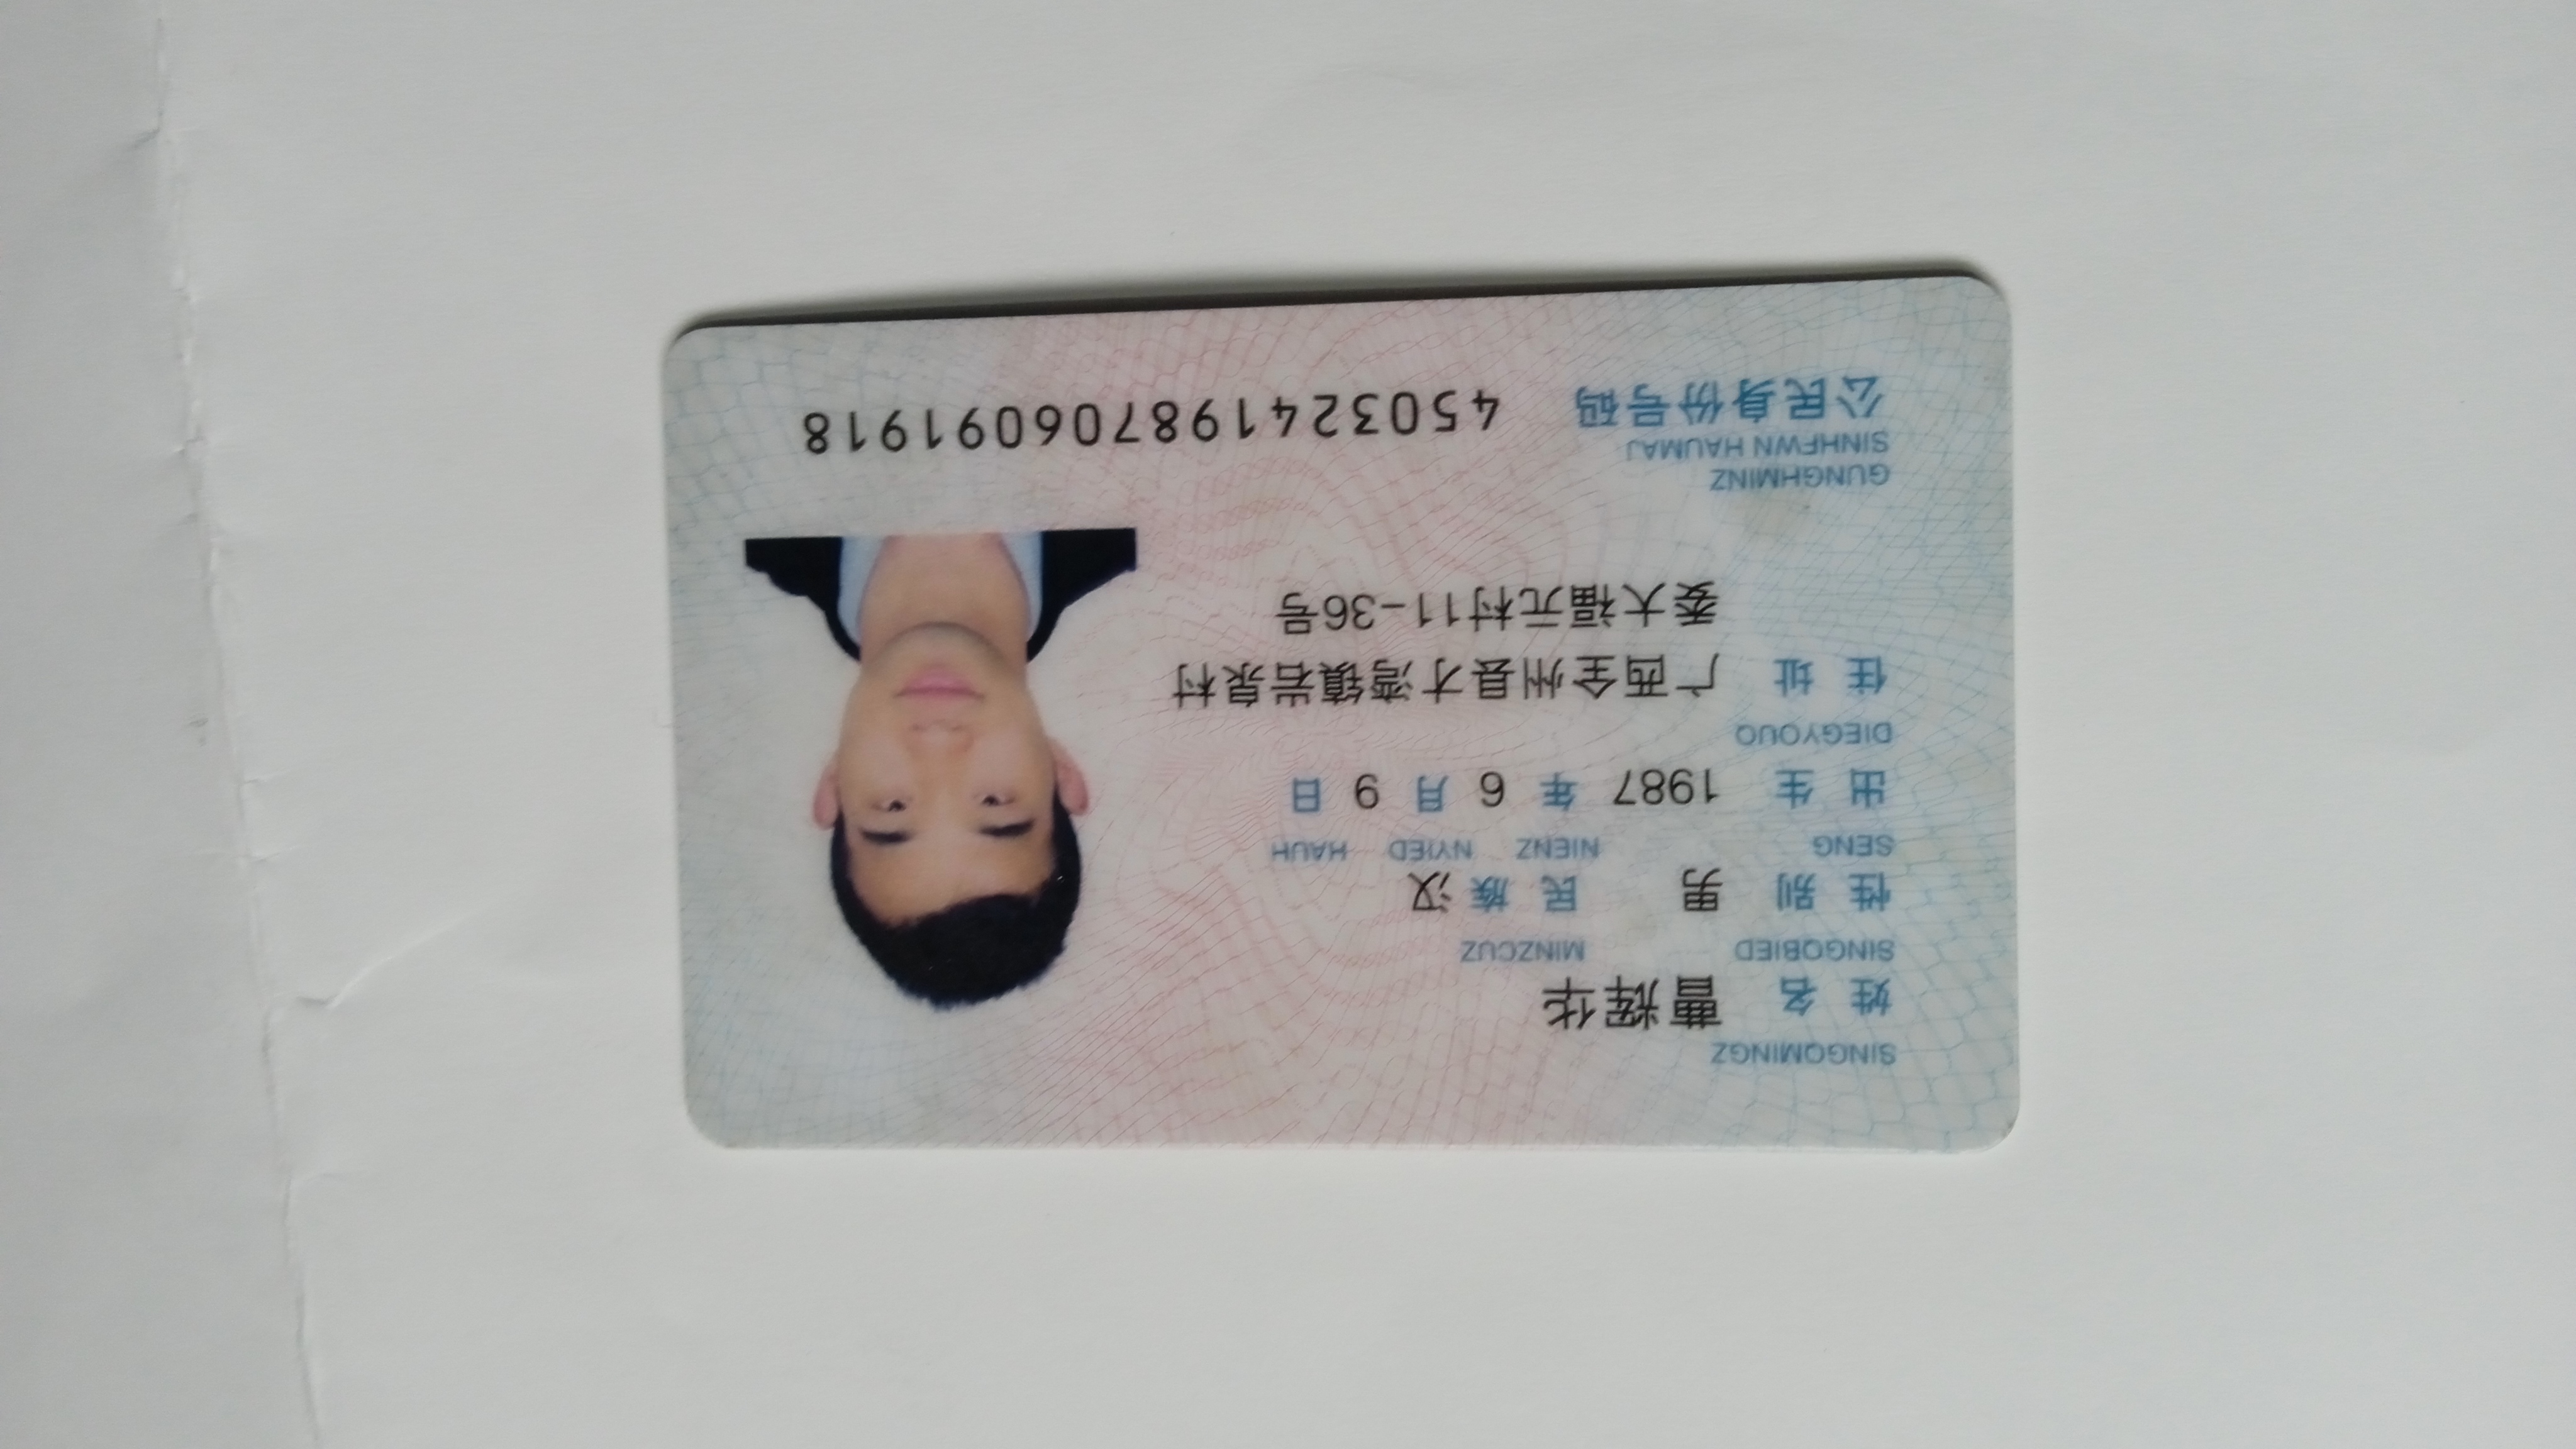 SINGQMINGZ
姓 名 曹辉华
SINGQBIED MINZCUZ
性 别 男 民 族 汉
SENG NIENZ NYIED HAUH
出 生 1987 年 6 月 9 日
DIEGYOUQ
住 址 广西全州县才湾镇岩泉村
委大福元村11-36号
GUNGHMINZ
SINHFWN HAUMAJ
公民身份号码 450324198706091918